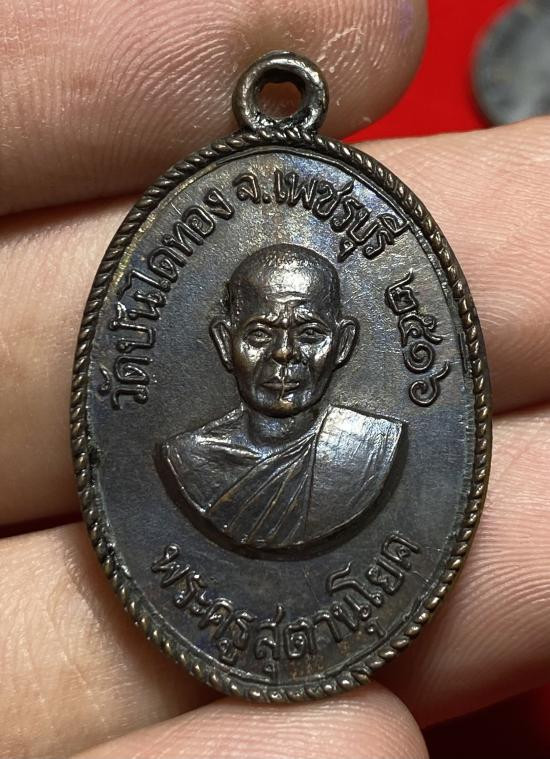 วัดบันไดทอง จ.เพชรบุรี ๒๕๑๖
พระครูสุตานุโยค